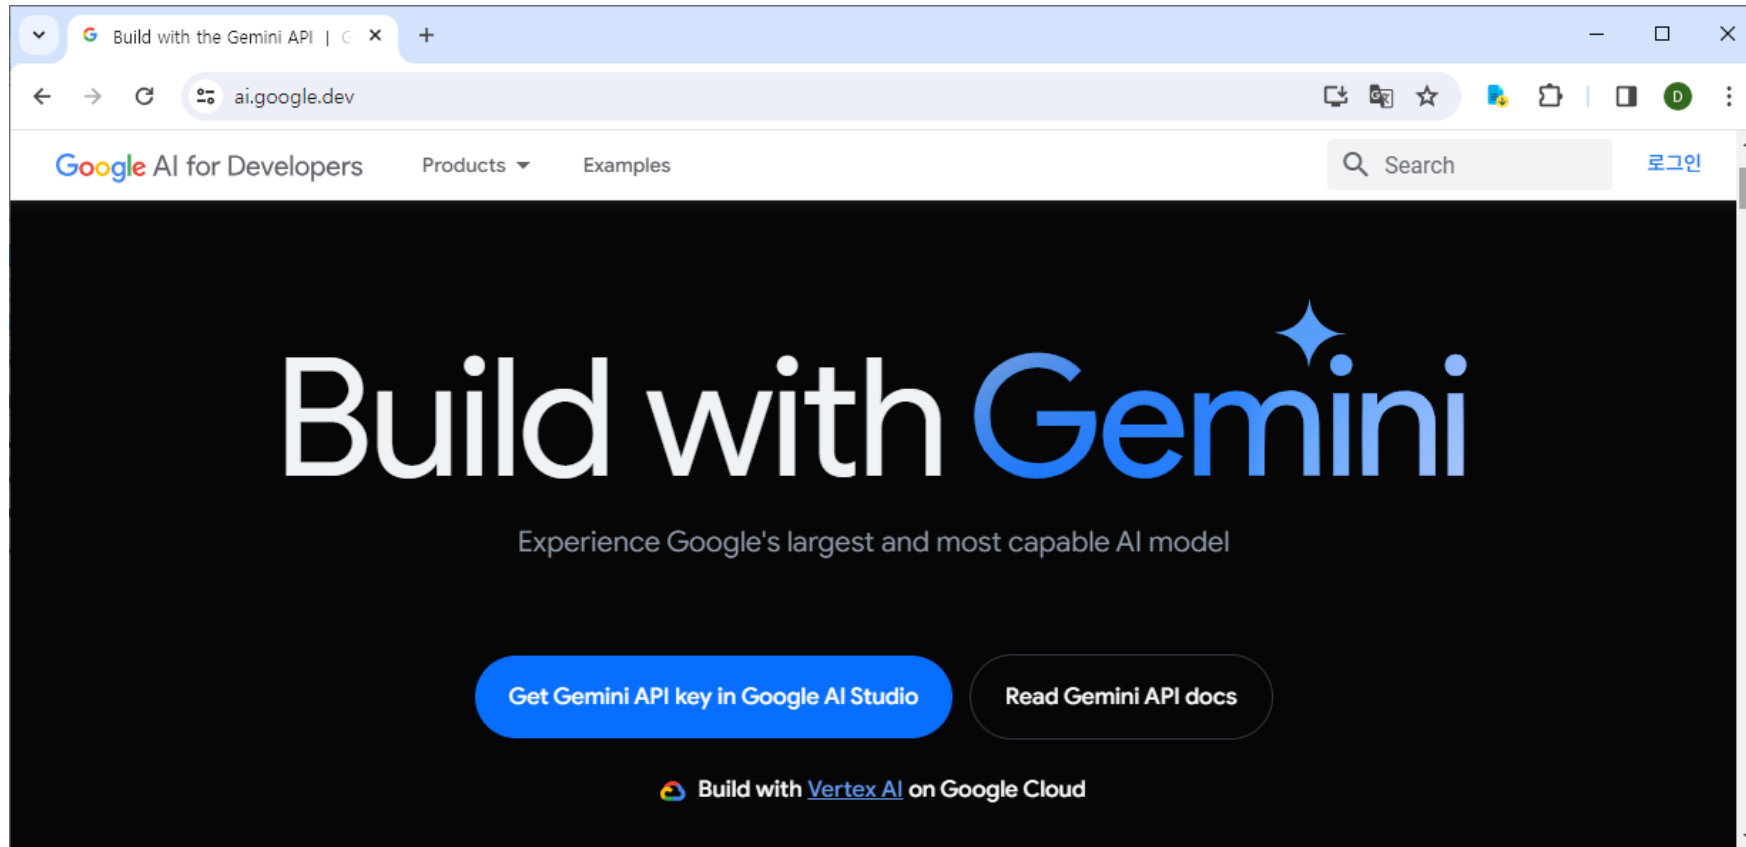 Build with the Gemini API | G
ai.google.dev
D
Google AI for Developers Products Examples Search 로그인
Build with Gemini
Experience Google's largest and most capable AI model
Get Gemini API key in Google AI Studio Read Gemini API docs
Build with Vertex AI on Google Cloud